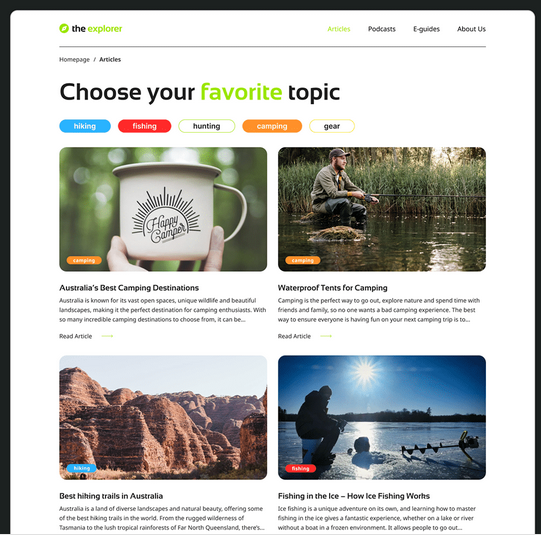 the explorer
Articles Podcasts E-guides About Us
Homepage / Articles
Choose your favorite topic
hiking fishing hunting camping gear
Happy
Camper
camping
camping
Australia's Best Camping Destinations
Australia is known for its vast open spaces, unique wildlife and beautiful
landscapes, making it the perfect destination for camping enthusiasts. With
so many incredible camping destinations to choose from, it can be...
Read Article
Waterproof Tents for Camping
Camping is the perfect way to go out, explore nature and spend time with
friends and family, so no one wants a bad camping experience. The best
way to ensure everyone is having fun on your next camping trip is to...
Read Article
hiking
fishing
Best hiking trails in Australia
Australia is a land of diverse landscapes and natural beauty, offering some
of the best hiking trails in the world. From the rugged wilderness of
Tasmania to the lush tropical rainforests of Far North Queensland, there's...
Fishing in the Ice – How Ice Fishing Works
Ice fishing is a unique adventure on its own, and learning how to master
fishing in the ice gives a fantastic experience, whether on a lake or river
without a boat in a frozen environment. It allows people to go out...